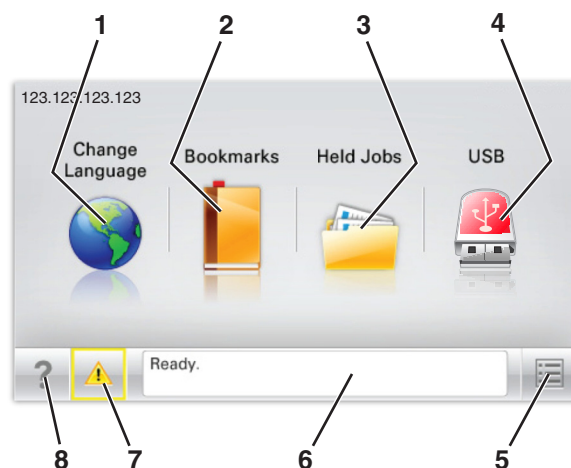 1 2 3 4
123.123.123.123
Change
Language
Bookmarks
Held Jobs
USB
?
Ready.
8 7 6 5